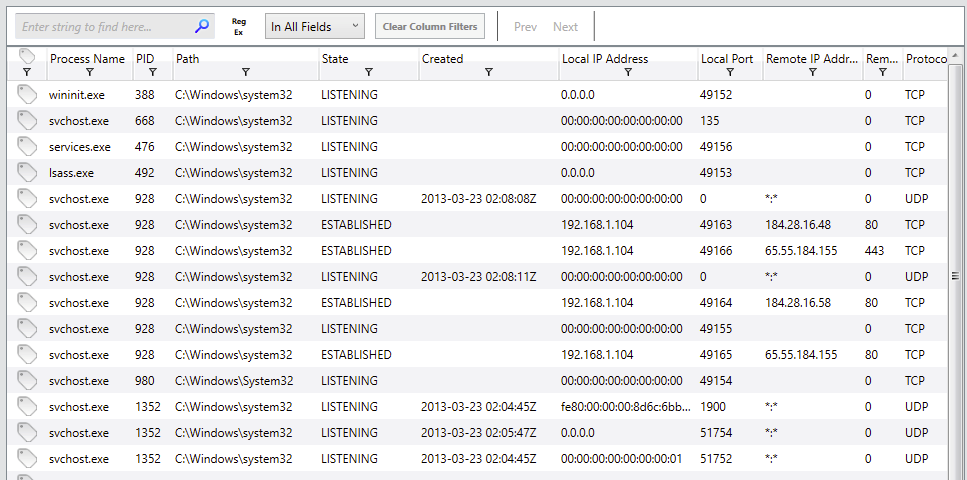 Enter string to find here... Reg Ex In All Fields Clear Column Filters Prev Next
Process Name PID Path State Created Local IP Address Local Port Remote IP Addr... Rem... Protoco
wininit.exe 388 C:\Windows\system32 LISTENING 0.0.0.0 49152 0 TCP
svchost.exe 668 C:\Windows\system32 LISTENING 00:00:00:00:00:00:00:00 135 0 TCP
services.exe 476 C:\Windows\system32 LISTENING 00:00:00:00:00:00:00:00 49156 0 TCP
lsass.exe 492 C:\Windows\system32 LISTENING 0.0.0.0 49153 0 TCP
svchost.exe 928 C:\Windows\system32 LISTENING 2013-03-23 02:08:08Z 00:00:00:00:00:00:00:00 0 *:* 0 UDP
svchost.exe 928 C:\Windows\system32 ESTABLISHED 192.168.1.104 49163 184.28.16.48 80 TCP
svchost.exe 928 C:\Windows\system32 ESTABLISHED 192.168.1.104 49166 65.55.184.155 443 TCP
svchost.exe 928 C:\Windows\system32 LISTENING 2013-03-23 02:08:11Z 00:00:00:00:00:00:00:00 0 *:* 0 UDP
svchost.exe 928 C:\Windows\system32 ESTABLISHED 192.168.1.104 49164 184.28.16.58 80 TCP
svchost.exe 928 C:\Windows\system32 LISTENING 00:00:00:00:00:00:00:00 49155 0 TCP
svchost.exe 928 C:\Windows\system32 ESTABLISHED 192.168.1.104 49165 65.55.184.155 80 TCP
svchost.exe 980 C:\Windows\System32 LISTENING 00:00:00:00:00:00:00:00 49154 0 TCP
svchost.exe 1352 C:\Windows\system32 LISTENING 2013-03-23 02:04:45Z fe80:00:00:00:8d6c:6bb... 1900 *:* 0 UDP
svchost.exe 1352 C:\Windows\system32 LISTENING 2013-03-23 02:05:47Z 0.0.0.0 51754 *:* 0 UDP
svchost.exe 1352 C:\Windows\system32 LISTENING 2013-03-23 02:04:45Z 00:00:00:00:00:00:00:01 51752 *:* 0 UDP